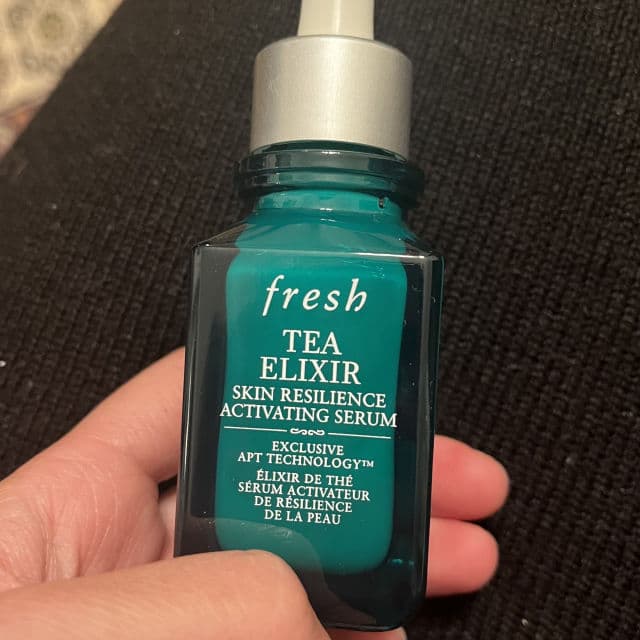 fresh
TEA
ELIXIR
SKIN RESILIENCE
ACTIVATING SERUM
EXCLUSIVE
APT TECHNOLOGY™
ÉLIXIR DE THÉ
SÉRUM ACTIVATEUR
DE RÉSILIENCE
DE LA PEAU